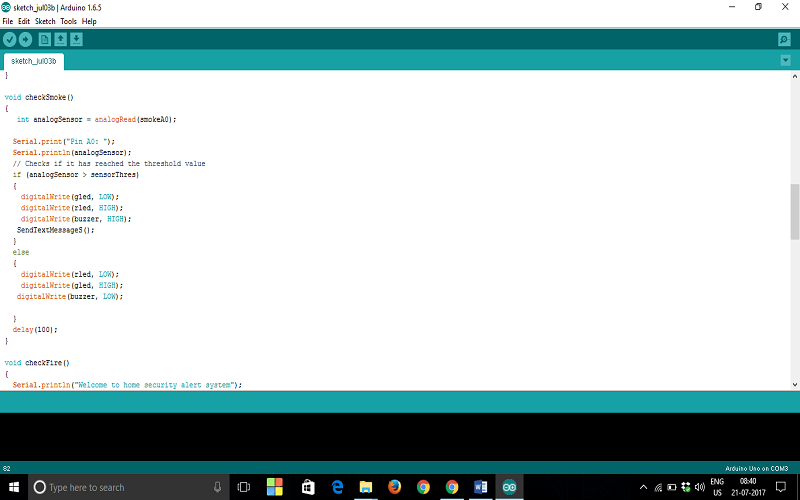 sketch_jul03b | Arduino 1.6.5
File Edit Sketch Tools Help
sketch_jul03b
}
void checkSmoke()
{
int analogSensor = analogRead(smokeA0);
Serial.print("Pin A0: ");
Serial.println(analogSensor);
// Checks if it has reached the threshold value
if (analogSensor > sensorThres)
{
digitalWrite(gled, LOW);
digitalWrite(rled, HIGH);
digitalWrite(buzzer, HIGH);
SendTextMessageS();
}
else
{
digitalWrite(rled, LOW);
digitalWrite(gled, HIGH);
digitalWrite(buzzer, LOW);
}
delay(100);
}
void checkFire()
{
Serial.println("Welcome to home security alert system");
82
Arduino Uno on COM3
Type here to search
ENG
US
08:40
21-07-2017